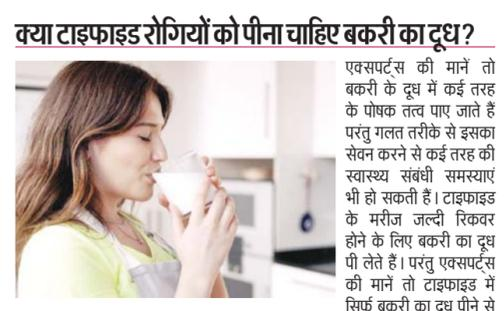 क्या टाइफाइड रोगियों को पीना चाहिए बकरी का दूध?
एक्सपर्ट्स की मानें तो
बकरी के दूध में कई तरह
के पोषक तत्व पाए जाते हैं
परंतु गलत तरीके से इसका
सेवन करने से कई तरह की
स्वास्थ्य संबंधी समस्याएं
भी हो सकती हैं। टाइफाइड
के मरीज जल्दी रिकवर
होने के लिए बकरी का दूध
पी लेते हैं। परंतु एक्सपर्ट्स
की मानें तो टाइफाइड में
सिर्फ बकरी का दूध पीने से